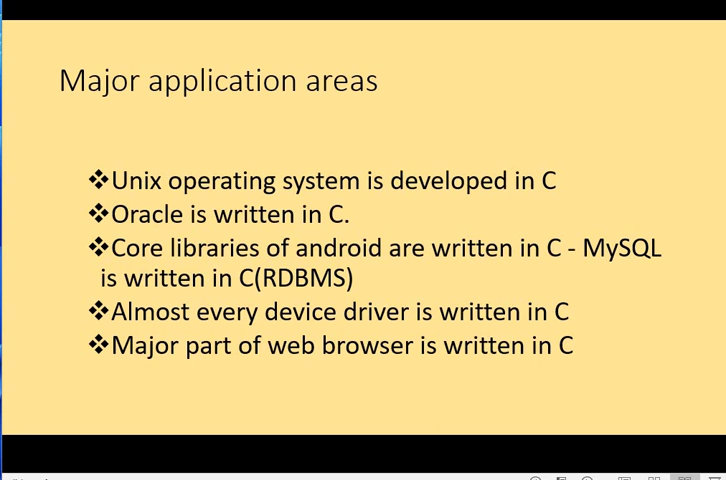 Major application areas
❖Unix operating system is developed in C
❖Oracle is written in C.
❖Core libraries of android are written in C - MySQL
is written in C(RDBMS)
❖Almost every device driver is written in C
❖Major part of web browser is written in C